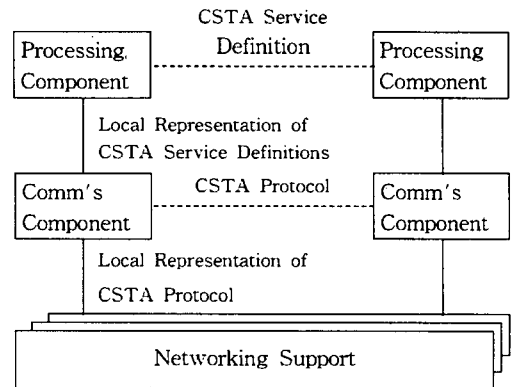 CSTA Service
Definition
Processing
Component
Processing
Component
Local Representation of
CSTA Service Definitions
Comm's
Component
CSTA Protocol
Comm's
Component
Local Representation of
CSTA Protocol
Networking Support